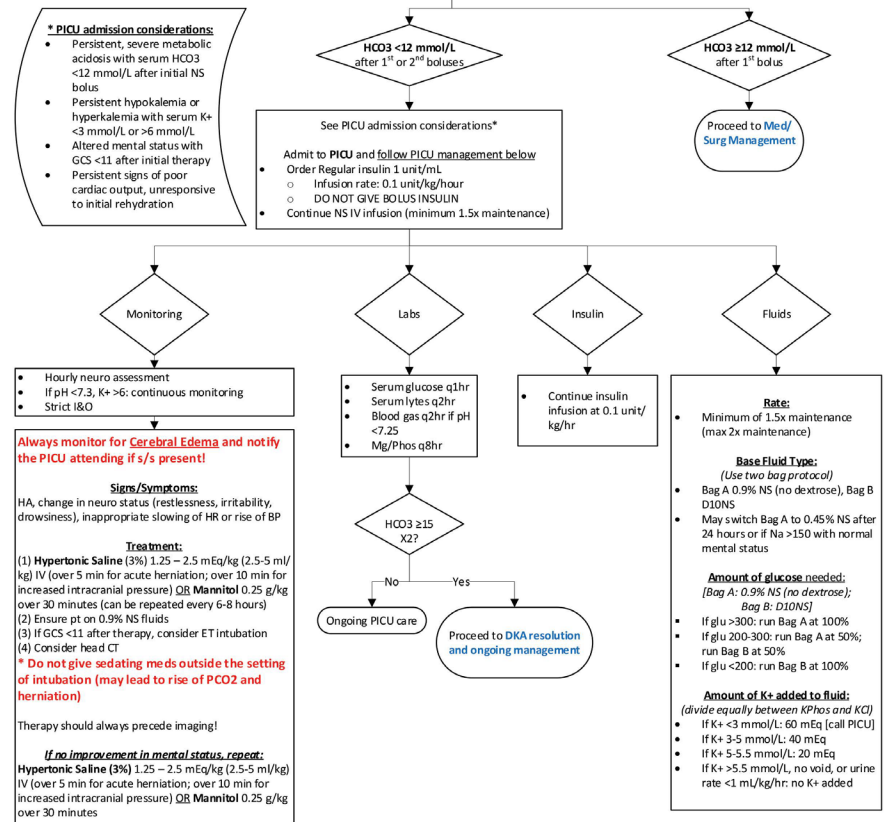 * PICU admission considerations:
• Persistent, severe metabolic
acidosis with serum HCO3
<12 mmol/L after initial NS
bolus
• Persistent hypokalemia or
hyperkalemia with serum K+
<3 mmol/L or >6 mmol/L
• Altered mental status with
GCS <11 after initial therapy
• Persistent signs of poor
cardiac output, unresponsive
to initial rehydration
HCO3 <12 mmol/L
after 1st or 2nd boluses
HCO3 ≥12 mmol/L
after 1st bolus
See PICU admission considerations*
Admit to PICU and follow PICU management below
• Order Regular insulin 1 unit/mL
o Infusion rate: 0.1 unit/kg/hour
o DO NOT GIVE BOLUS INSULIN
• Continue NS IV infusion (minimum 1.5x maintenance)
Proceed to Med/
Surg Management
Monitoring
Labs
Insulin
Fluids
• Hourly neuro assessment
• If pH <7.3, K+ >6: continuous monitoring
• Strict I&O
Always monitor for Cerebral Edema and notify
the PICU attending if s/s present!
Signs/Symptoms:
HA, change in neuro status (restlessness, irritability,
drowsiness), inappropriate slowing of HR or rise of BP
Treatment:
(1) Hypertonic Saline (3%) 1.25 – 2.5 mEq/kg (2.5-5 ml/
kg) IV (over 5 min for acute herniation; over 10 min for
increased intracranial pressure) OR Mannitol 0.25 g/kg
over 30 minutes (can be repeated every 6-8 hours)
(2) Ensure pt on 0.9% NS fluids
(3) If GCS <11 after therapy, consider ET intubation
(4) Consider head CT
* Do not give sedating meds outside the setting
of intubation (may lead to rise of PCO2 and
herniation)
Therapy should always precede imaging!
If no improvement in mental status, repeat:
Hypertonic Saline (3%) 1.25 – 2.5 mEq/kg (2.5-5 ml/kg)
IV (over 5 min for acute herniation; over 10 min for
increased intracranial pressure) OR Mannitol 0.25 g/kg
over 30 minutes
• Serum glucose q1hr
• Serum lytes q2hr
• Blood gas q2hr if pH
<7.25
• Mg/Phos q8hr
HCO3 ≥15
X2?
No
Yes
Ongoing PICU care
Proceed to DKA resolution
and ongoing management
• Continue insulin
infusion at 0.1 unit/
kg/hr
Rate:
• Minimum of 1.5x maintenance
(max 2x maintenance)
Base Fluid Type:
(Use two bag protocol)
• Bag A 0.9% NS (no dextrose), Bag B
D10NS
• May switch Bag A to 0.45% NS after
24 hours or if Na >150 with normal
mental status
Amount of glucose needed:
[Bag A: 0.9% NS (no dextrose);
Bag B: D10NS]
• If glu >300: run Bag A at 100%
• If glu 200-300: run Bag A at 50%;
run Bag B at 50%
• If glu <200: run Bag B at 100%
Amount of K+ added to fluid:
(divide equally between KPhos and KCl)
• If K+ <3 mmol/L: 60 mEq [call PICU]
• If K+ 3-5 mmol/L: 40 mEq
• If K+ 5-5.5 mmol/L: 20 mEq
• If K+ >5.5 mmol/L, no void, or urine
rate <1 mL/kg/hr: no K+ added